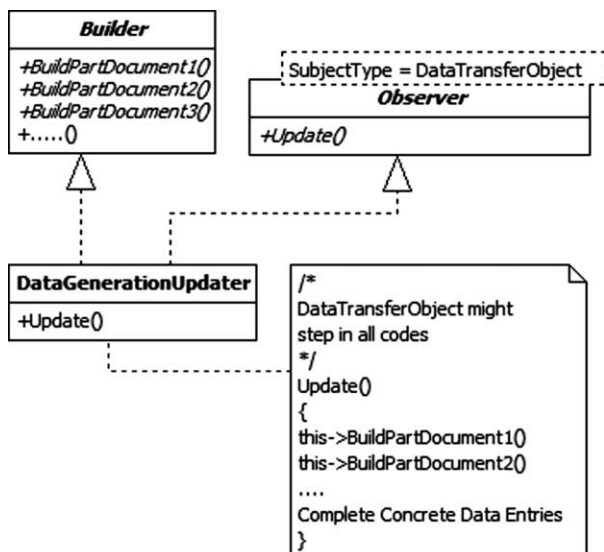 Builder
+BuildPartDocument1()
+BuildPartDocument2()
+BuildPartDocument3()
+.....()
SubjectType = DataTransferObject
Observer
+Update()
DataGenerationUpdater
+Update()
/*
DataTransferObject might
step in all codes
*/
Update()
{
this->BuildPartDocument1()
this->BuildPartDocument2()
....
Complete Concrete Data Entries
}